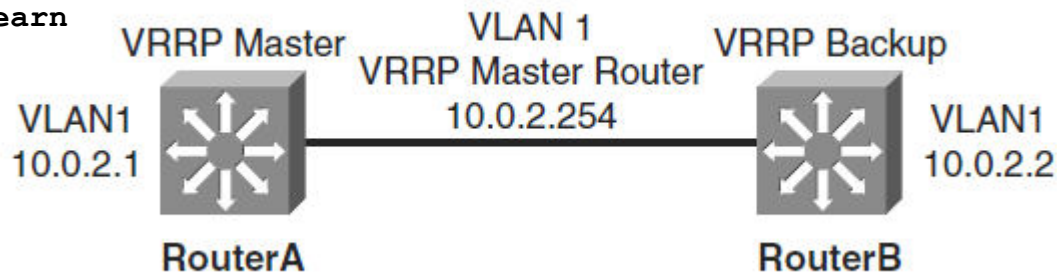 earn
VRRP Master
VLAN 1
VRRP Master Router
10.0.2.254
VRRP Backup
VLAN1
10.0.2.1
VLAN1
10.0.2.2
RouterA
RouterB